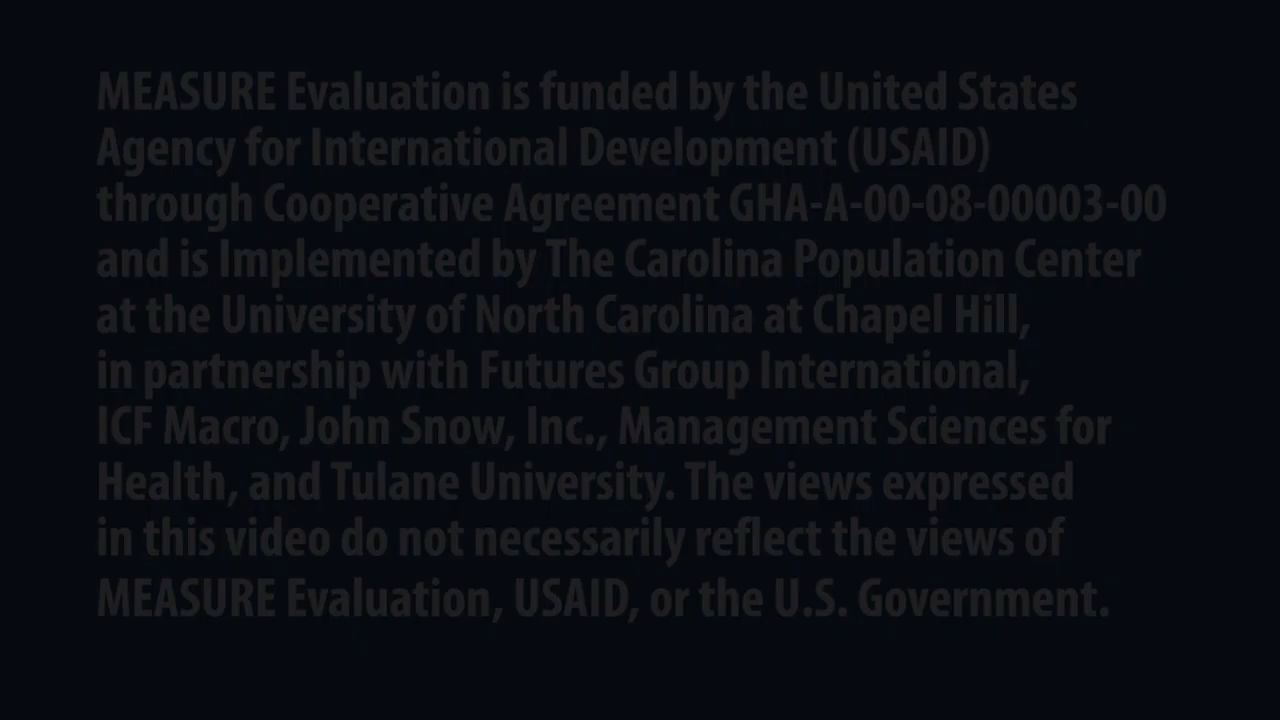 MEASURE Evaluation is funded by the United States
Agency for International Development (USAID)
through Cooperative Agreement GHA-A-00-08-00003-00
and is Implemented by The Carolina Population Center
at the University of North Carolina at Chapel Hill,
in partnership with Futures Group International,
ICF Macro, John Snow, Inc., Management Sciences for
Health, and Tulane University. The views expressed
in this video do not necessarily reflect the views of
MEASURE Evaluation, USAID, or the U.S. Government.